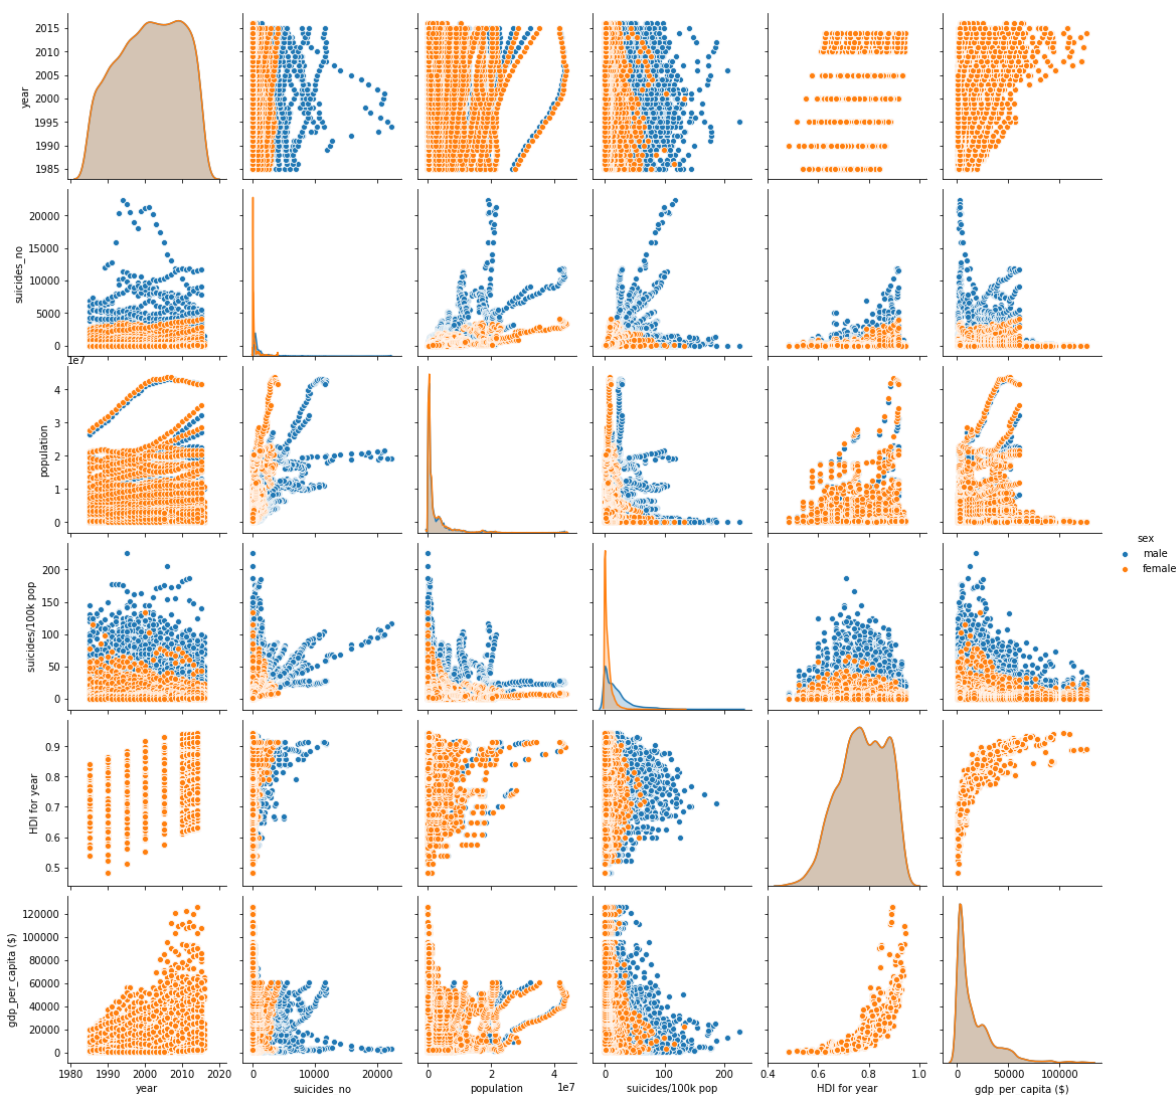 2015
2010
2005
2000
1995
1990
1985
year
20000
15000
10000
5000
0
suicides_no
1e7
4
3
2
1
0
population
200
150
100
50
0
suicides/100k pop
sex
male
female
0.9
0.8
0.7
0.6
0.5
HDI for year
120000
100000
80000
60000
40000
20000
0
gdp_per_capita ($)
1980 1990 2000 2010 2020
year
0 10000 20000
suicides_no
0 2 4
1e7
population
0 100 200
suicides/100k pop
0.4 0.6 0.8 1.0
HDI for year
0 50000 100000
gdp_per_capita ($)